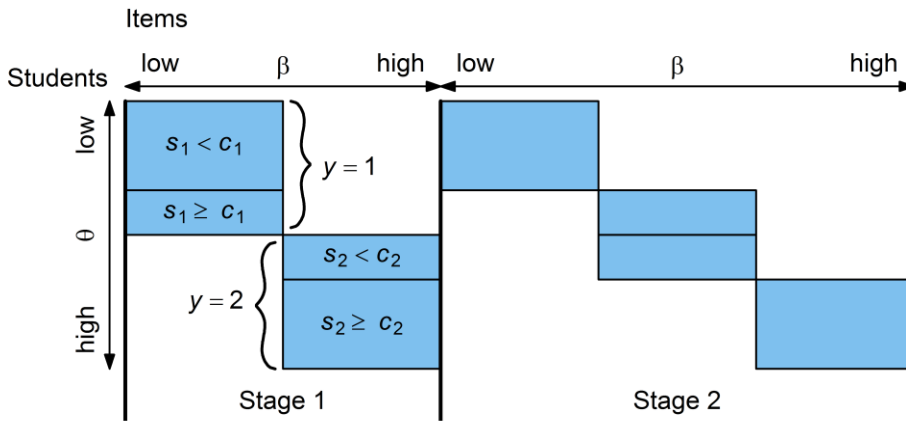 Items
low β high low β high
Students
low θ high
s₁ < c₁
y = 1
s₁ ≥ c₁
s₂ < c₂
y = 2
s₂ ≥ c₂
Stage 1 Stage 2